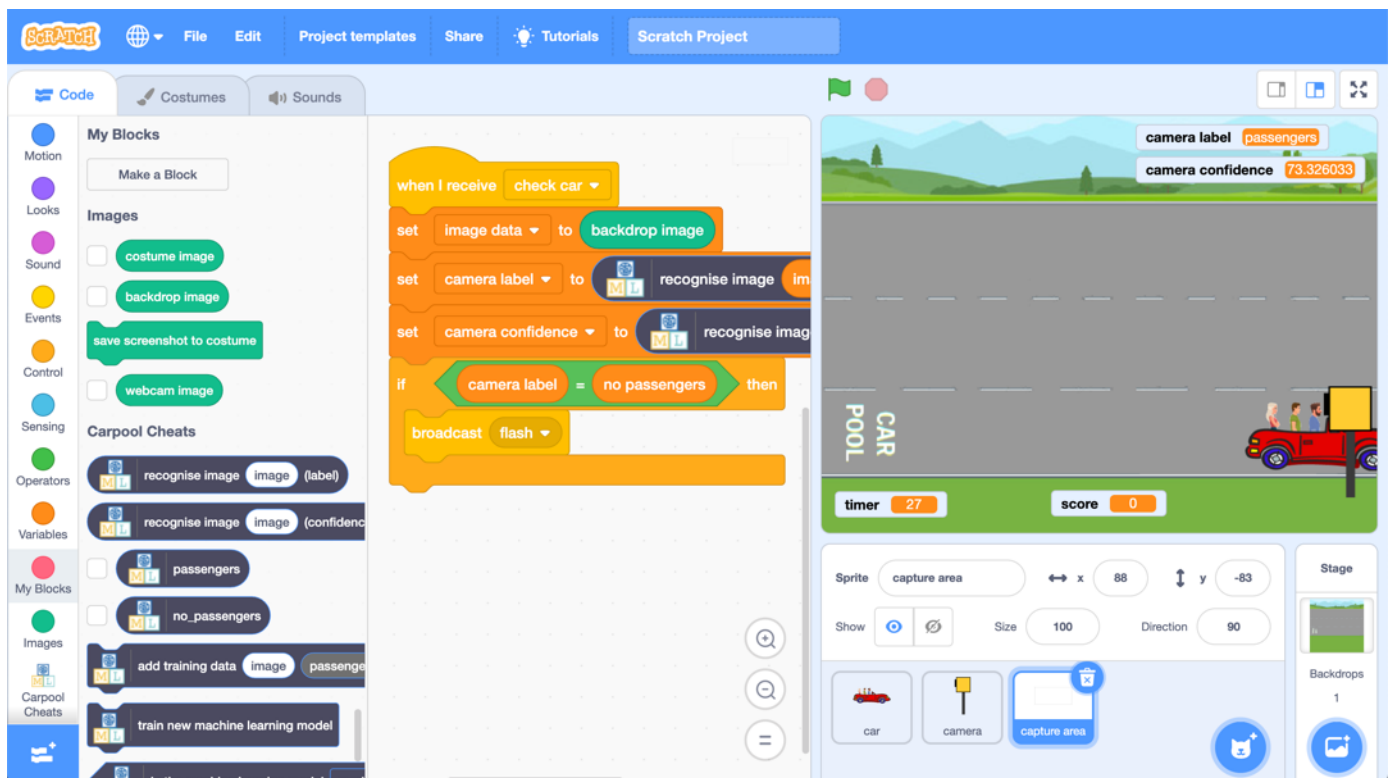 SCRATCH
File Edit Project templates Share Tutorials Scratch Project
Code Costumes Sounds
Motion
Looks
Sound
Events
Control
Sensing
Operators
Variables
My Blocks
Images
Carpool
Cheats
My Blocks
Make a Block
Images
costume image
backdrop image
save screenshot to costume
webcam image
Carpool Cheats
recognise image image (label)
recognise image image (confidenc
passengers
no_passengers
add training data image passenge
train new machine learning model
when I receive check car
set image data to backdrop image
set camera label to ML recognise image im
set camera confidence to ML recognise imag
if camera label = no passengers then
broadcast flash
camera label passengers
camera confidence 73.326033
CAR
POOL
timer 27 score 0
Sprite capture area x 88 y -83
Show Size 100 Direction 90
car camera capture area
Stage
Backdrops
1